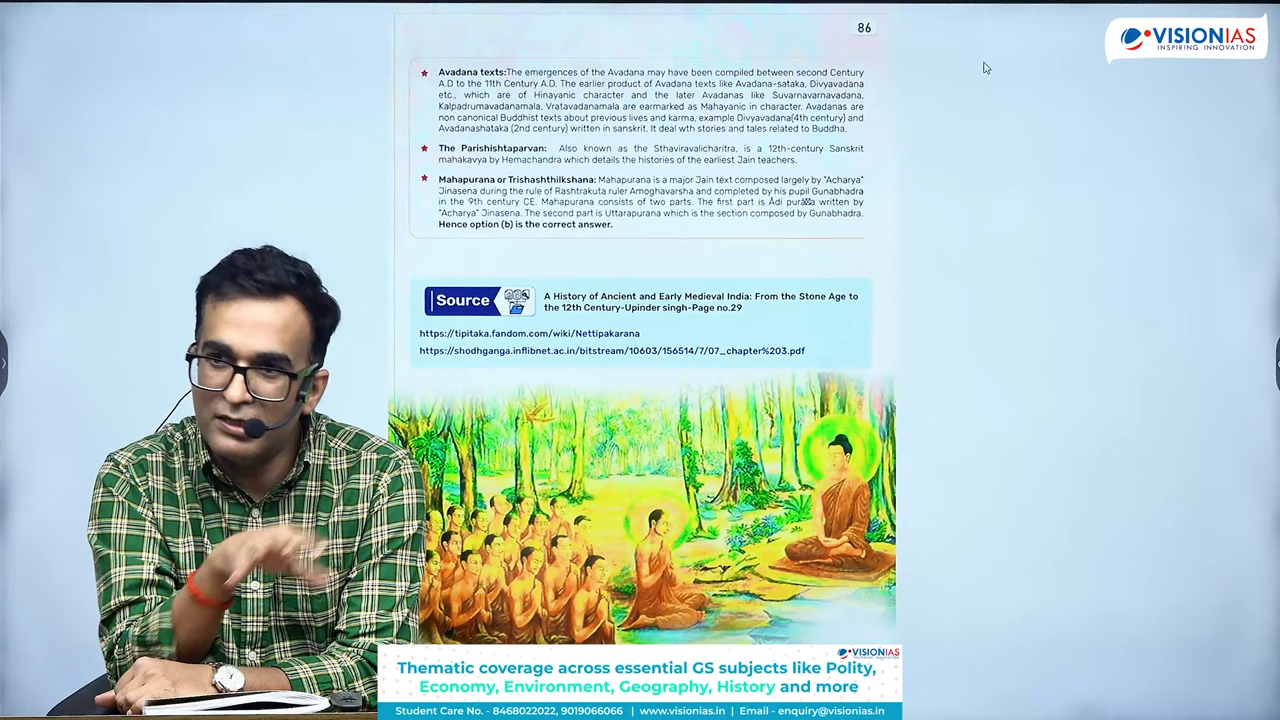 86
VISIONIAS
INSPIRING INNOVATION
Avadana texts:The emergences of the Avadana may have been compiled between second Century
A.D to the 11th Century A.D. The earlier product of Avadana texts like Avadana-sataka, Divyavadana
etc., which are of Hinayanic character and the later Avadanas like Suvarnavarnavadana,
Kalpadrumavadanamala, Vratavadanamala are earmarked as Mahayanic in character. Avadanas are
non canonical Buddhist texts about previous lives and karma, example Divyavadana(4th century) and
Avadanashataka (2nd century) written in sanskrit. It deal wth stories and tales related to Buddha.
The Parishishtaparvan: Also known as the Sthaviravalicharitra, is a 12th-century Sanskrit
mahakavya by Hemachandra which details the histories of the earliest Jain teachers.
Mahapurana or Trishashthilkshana: Mahapurana is a major Jain text composed largely by "Acharya"
Jinasena during the rule of Rashtrakuta ruler Amoghavarsha and completed by his pupil Gunabhadra
in the 9th century CE. Mahapurana consists of two parts. The first part is Ādi written by
"Acharya" Jinasena. The second part is Uttarapurana which is the section composed by Gunabhadra.
Hence option (b) is the correct answer.
Source
A History of Ancient and Early Medieval India: From the Stone Age to
the 12th Century-Upinder singh-Page no.29
https://tipitaka.fandom.com/wiki/Nettipakarana
https://shodhganga.inflibnet.ac.in/bitstream/10603/156514/7/07_chapter%203.pdf
VISIONIAS
INSPIRING INNOVATION
Thematic coverage across essential GS subjects like Polity,
Economy, Environment, Geography, History and more
Student Care No. - 8468022022, 9019066066 | www.visionias.in | Email - enquiry@visionias.in